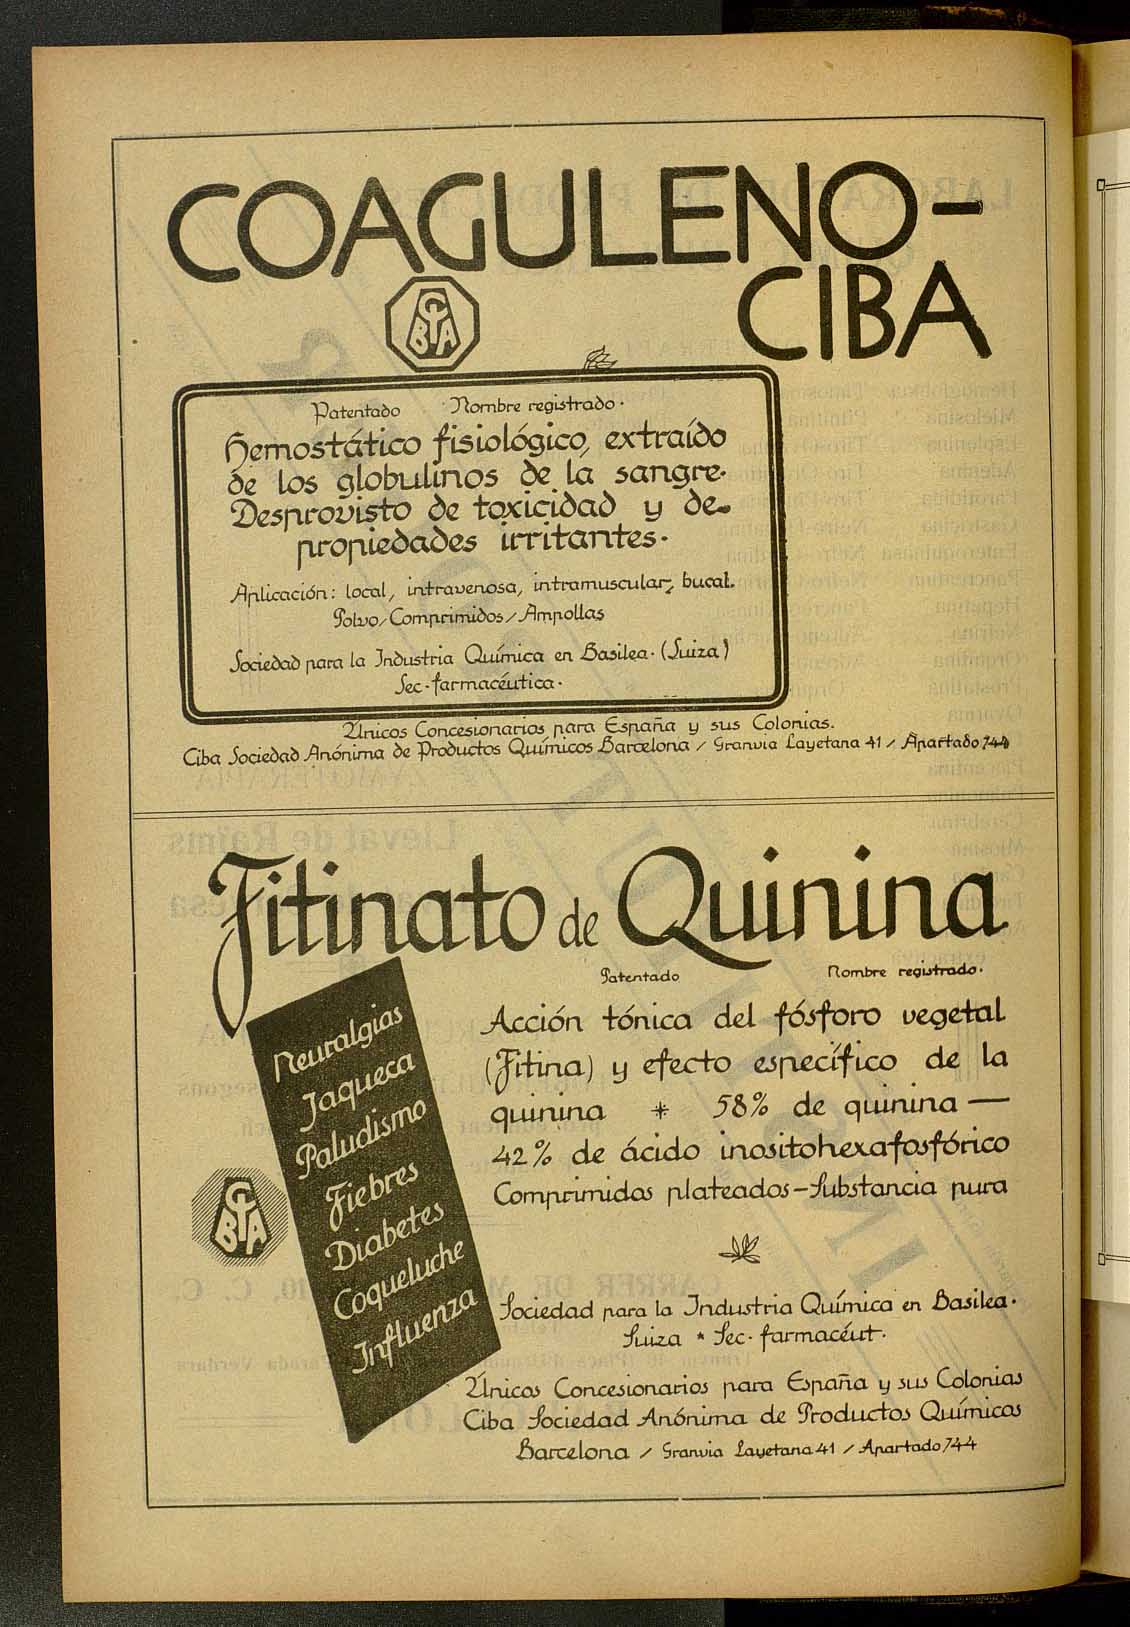 COAGULENO-
CIBA
CIBA
Patentado Nombre registrado.
Hemostático fisiológico, extraído
de los globulinos de la sangre.
Desprovisto de toxicidad y de
propiedades irritantes.
Aplicación: local, intravenosa, intramuscular, bucal.
Polvo / Comprimidos / Ampollas
Sociedad para la Industria Química en Basilea. (Suiza)
Sec. farmacéutica.
Únicos Concesionarios para España y sus Colonias.
Ciba Sociedad Anónima de Productos Químicos Barcelona / Granvia Layetana 41 / Apartado 744
Fitinato de Quinina
Patentado Nombre registrado.
Neuralgias
Jaqueca
Paludismo
Fiebres
Diabetes
Coqueluche
Influenza
CIBA
Acción tónica del fósforo vegetal
(Fitina) y efecto específico de la
quinina * 58% de quinina —
42% de ácido inositohexafosfórico
Comprimidos plateados - Substancia pura
Sociedad para la Industria Química en Basilea.
Suiza * Sec. farmacéut.
Únicos Concesionarios para España y sus Colonias
Ciba Sociedad Anónima de Productos Químicos
Barcelona / Granvia Layetana 41 / Apartado 744